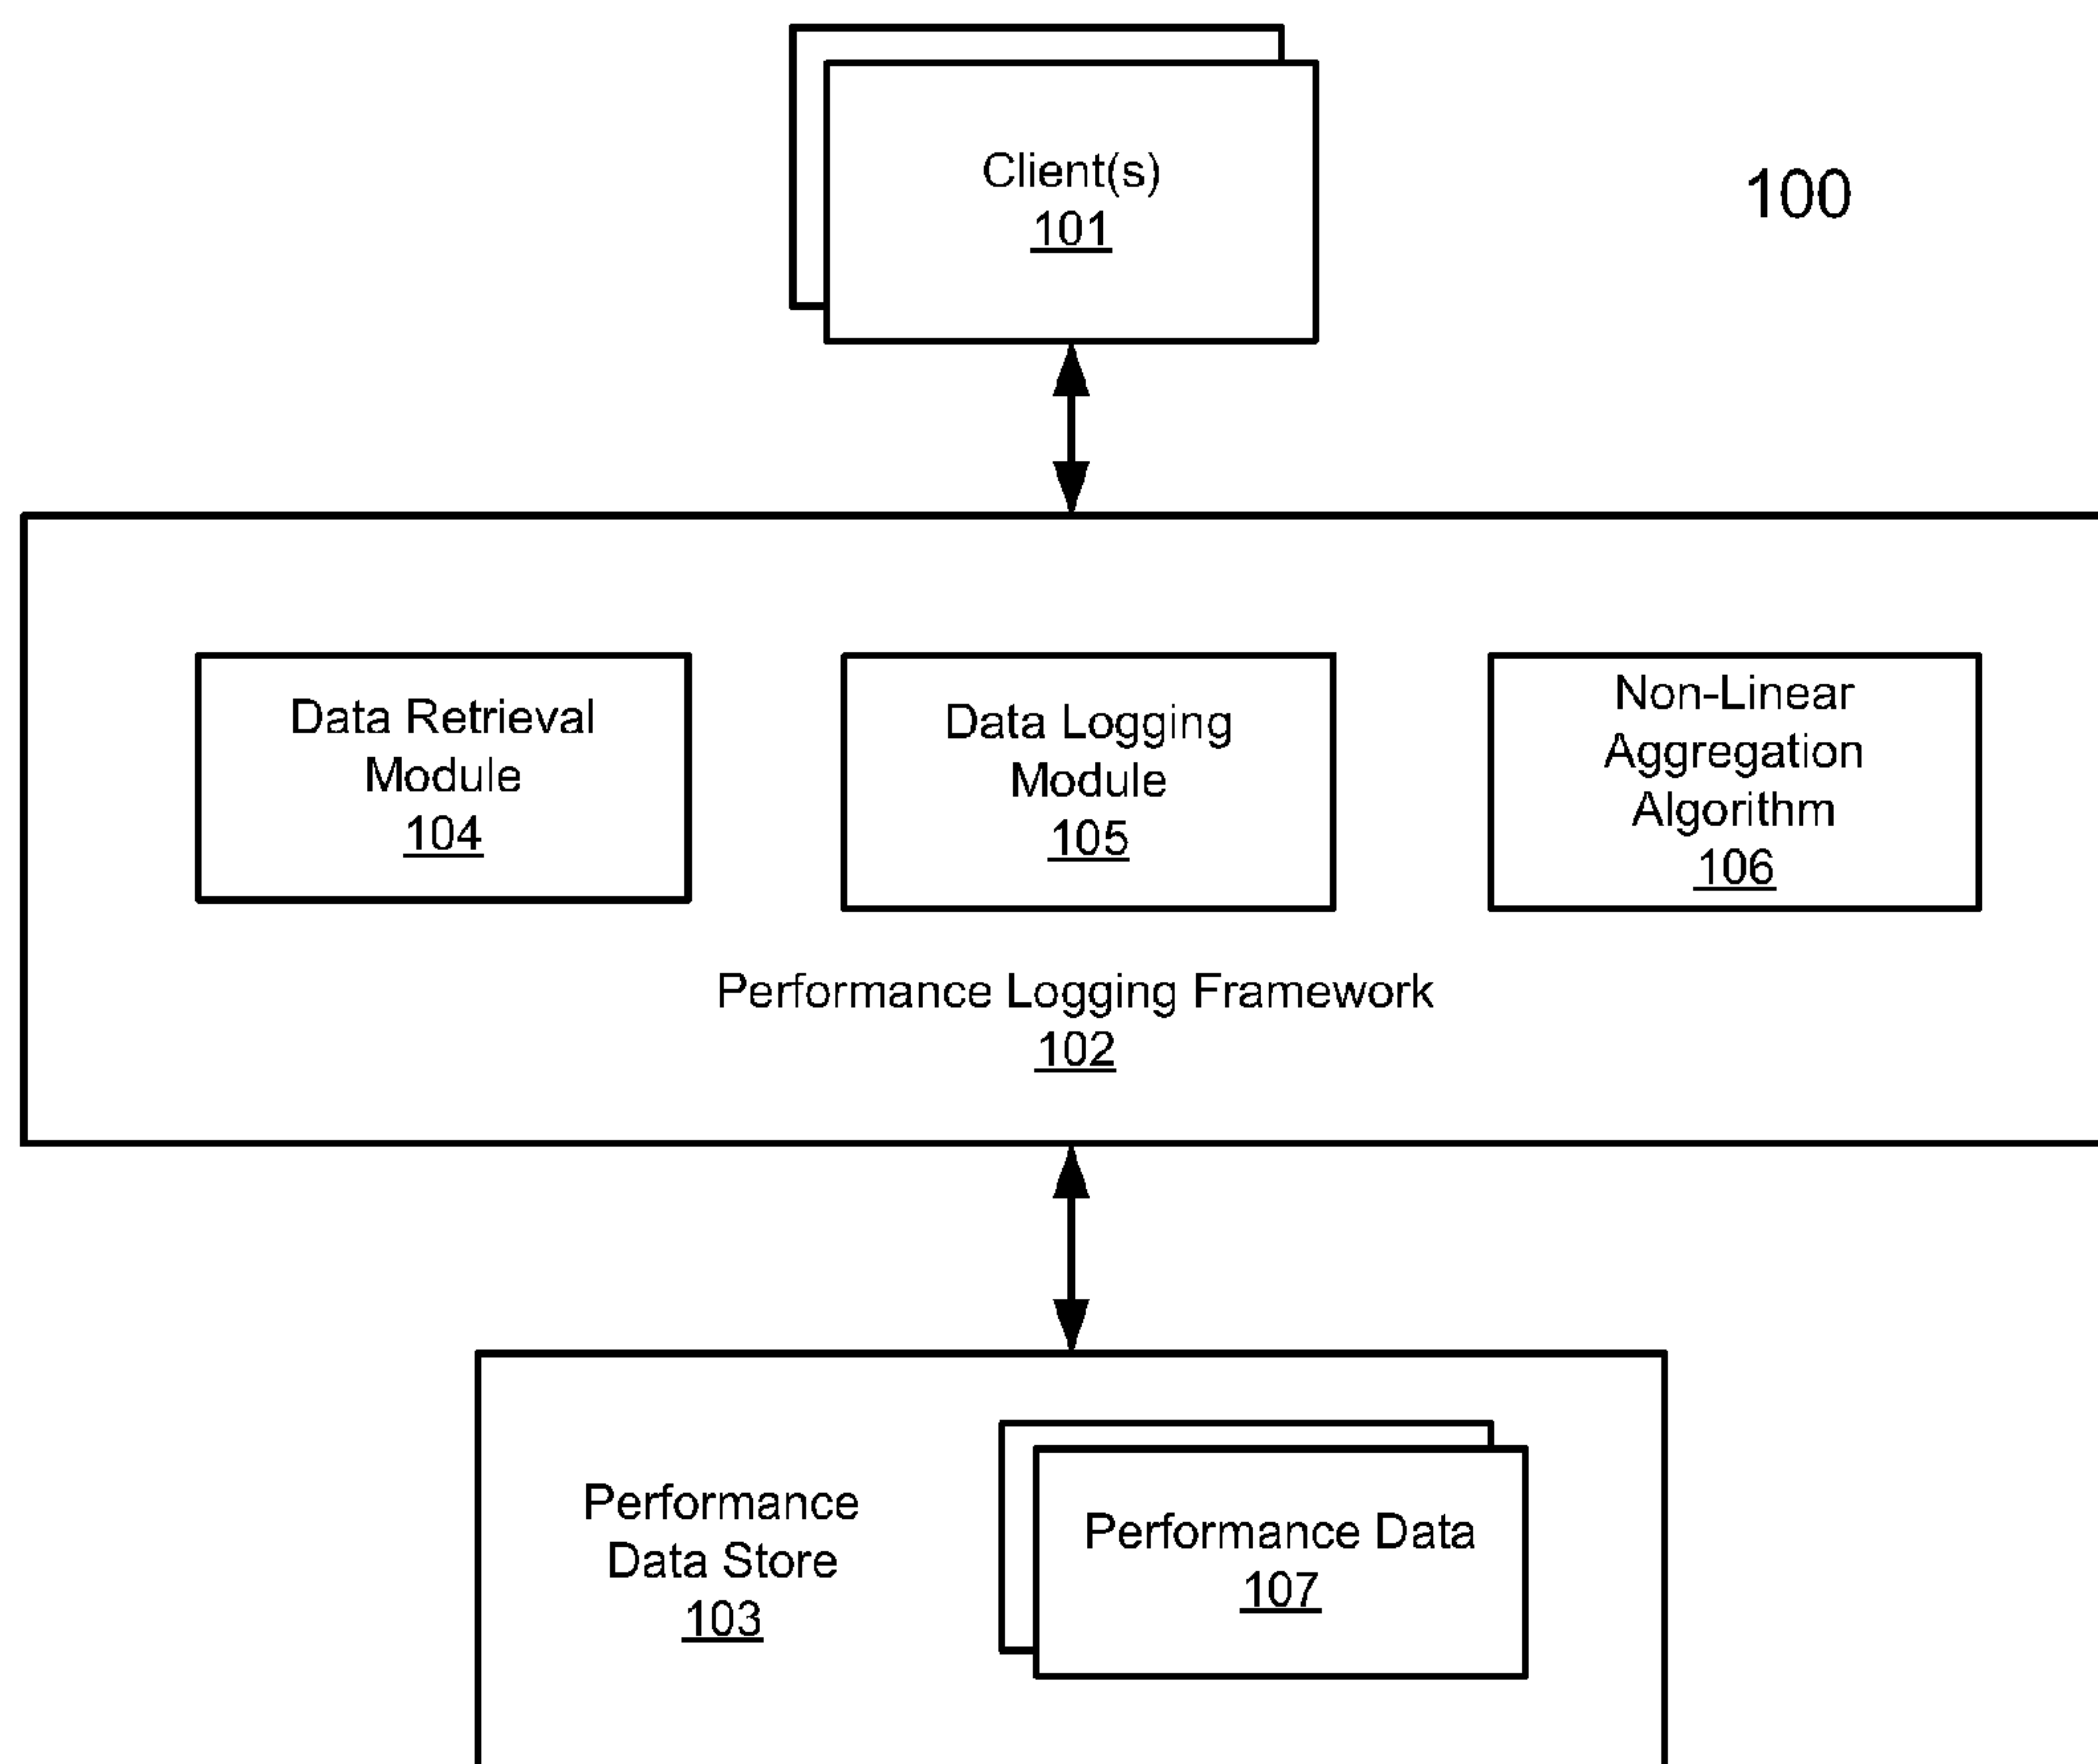 Client(s)
101
100
Data Retrieval
Module
104
Data Logging
Module
105
Non-Linear
Aggregation
Algorithm
106
Performance Logging Framework
102
Performance
Data Store
103
Performance Data
107